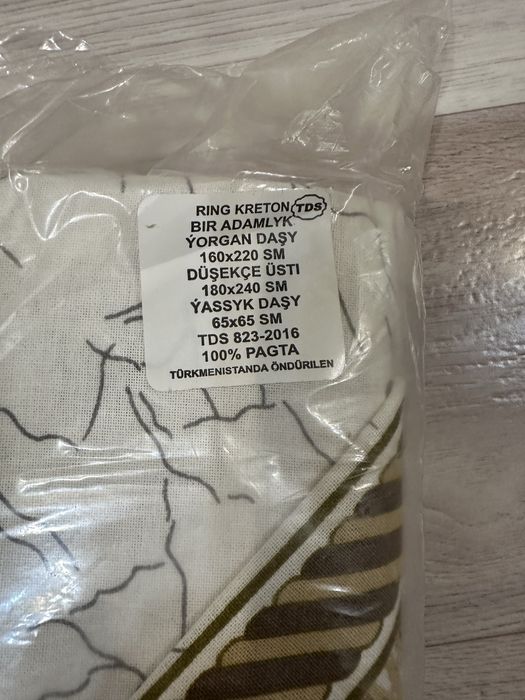 RING KRETON TDS
BIR ADAMLYK
ÝORGAN DAŞY
160x220 SM
DÜŞEKÇE ÜSTI
180x240 SM
ÝASSYK DAŞY
65x65 SM
TDS 823-2016
100% PAGTA
TÜRKMENISTANDA ÖNDÜRILEN